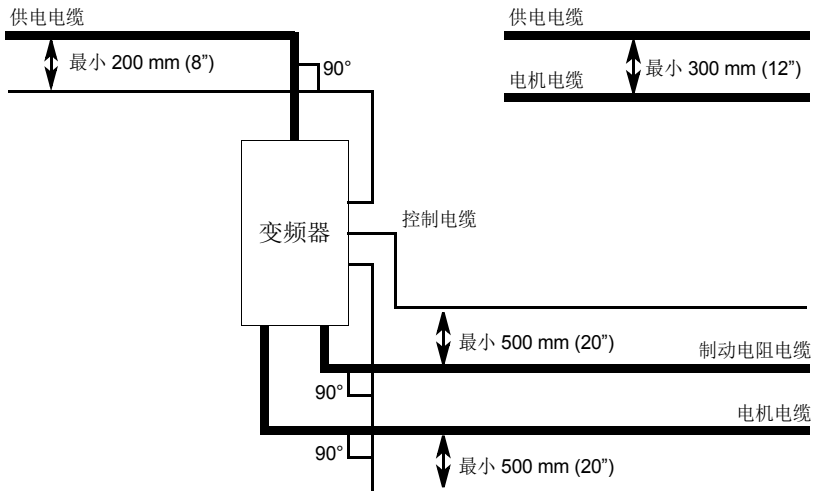 供电电缆
最小 200 mm (8”)
90°
供电电缆
最小 300 mm (12”)
电机电缆
变频器
控制电缆
最小 500 mm (20”)
制动电阻电缆
90°
电机电缆
90°
最小 500 mm (20”)